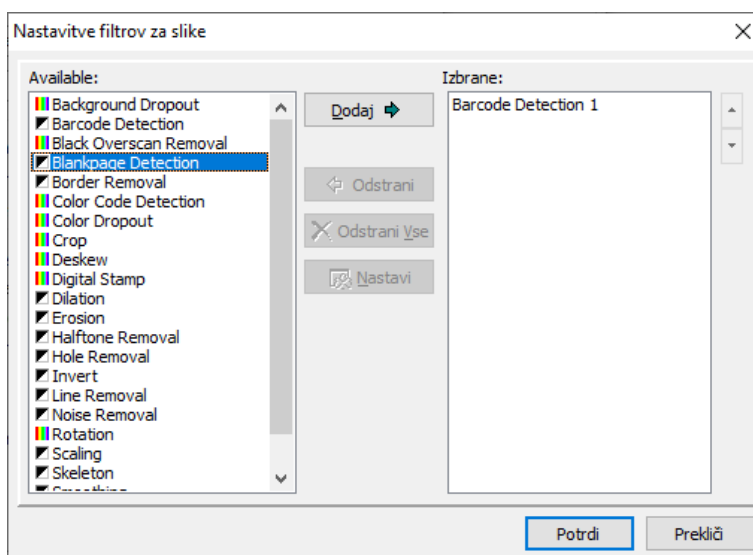 Nastavitve filtrov za slike
Available:
Background Dropout
Barcode Detection
Black Overscan Removal
Blankpage Detection
Border Removal
Color Code Detection
Color Dropout
Crop
Deskew
Digital Stamp
Dilation
Erosion
Halftone Removal
Hole Removal
Invert
Line Removal
Noise Removal
Rotation
Scaling
Skeleton
Dodaj
Odstrani
Odstrani Vse
Nastavi
Izbrane:
Barcode Detection 1
Potrdi
Prekliči